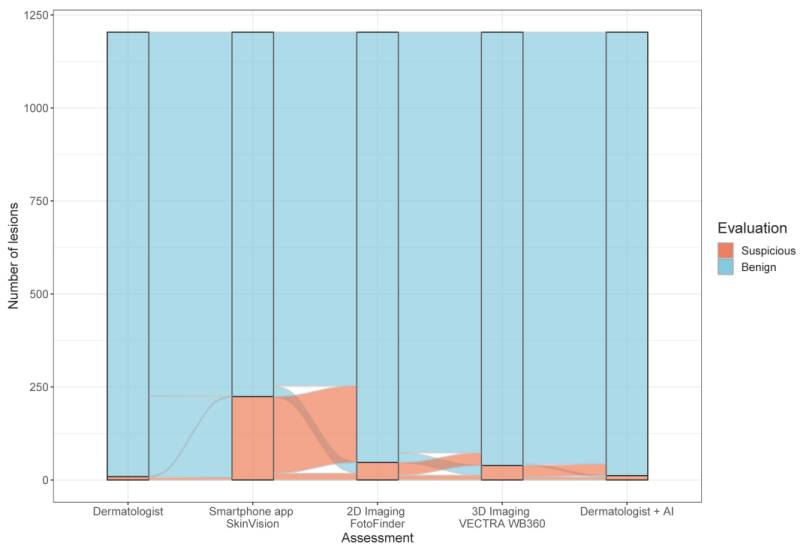 1250
1000
750
500
250
0
Number of lesions
Dermatologist
Smartphone app
SkinVision
2D Imaging
FotoFinder
3D Imaging
VECTRA WB360
Dermatologist + AI
Assessment
Evaluation
Suspicious
Benign